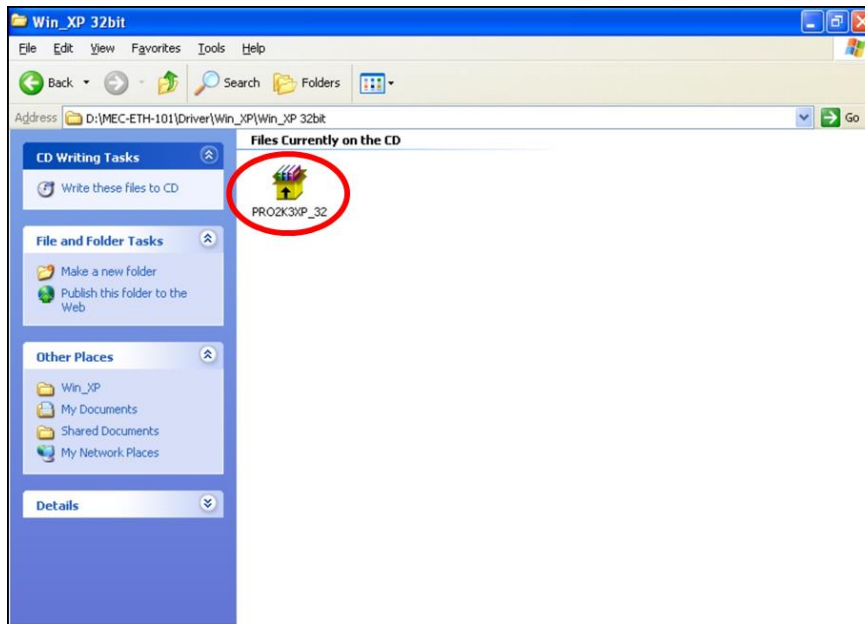 Win_XP 32bit
File Edit View Favorites Tools Help
Back Search Folders
Address D:\MEC-ETH-101\Driver\Win_XP\Win_XP 32bit Go
CD Writing Tasks
Write these files to CD
File and Folder Tasks
Make a new folder
Publish this folder to the
Web
Other Places
Win_XP
My Documents
Shared Documents
My Network Places
Details
Files Currently on the CD
PRO2K3XP_32